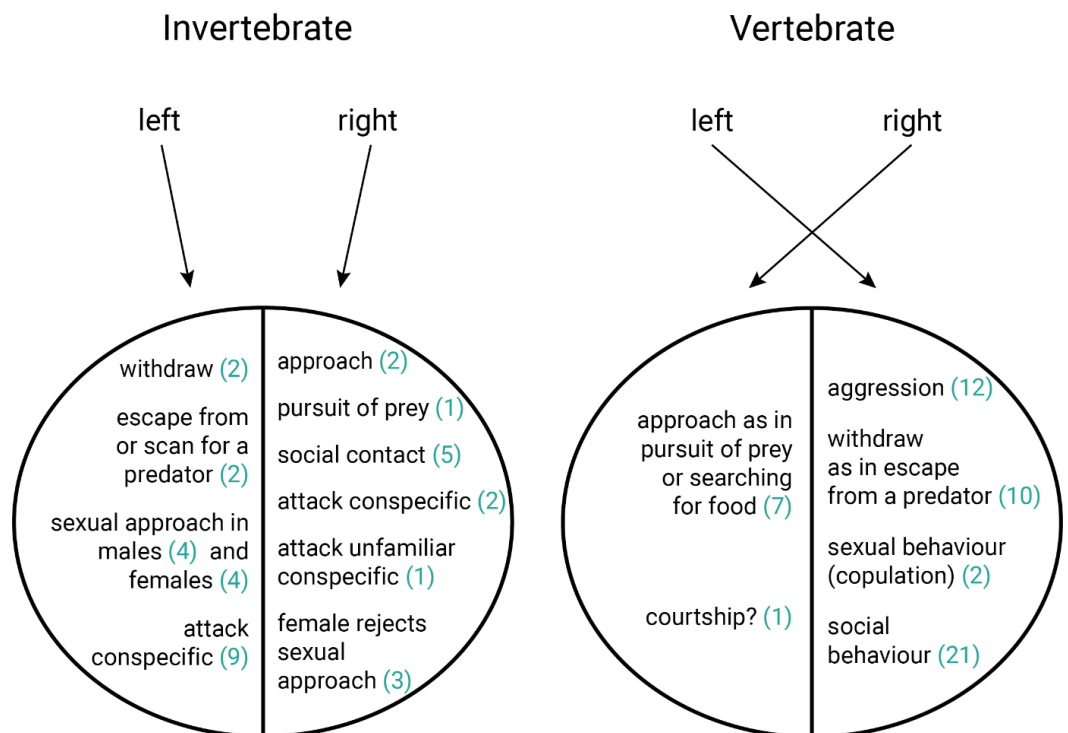 Invertebrate
left
right
withdraw (2)
escape from
or scan for a
predator (2)
sexual approach in
males (4) and
females (4)
attack
conspecific (9)
approach (2)
pursuit of prey (1)
social contact (5)
attack conspecific (2)
attack unfamiliar
conspecific (1)
female rejects
sexual
approach (3)
Vertebrate
left
right
approach as in
pursuit of prey
or searching
for food (7)
courtship? (1)
aggression (12)
withdraw
as in escape
from a predator (10)
sexual behaviour
(copulation) (2)
social
behaviour (21)